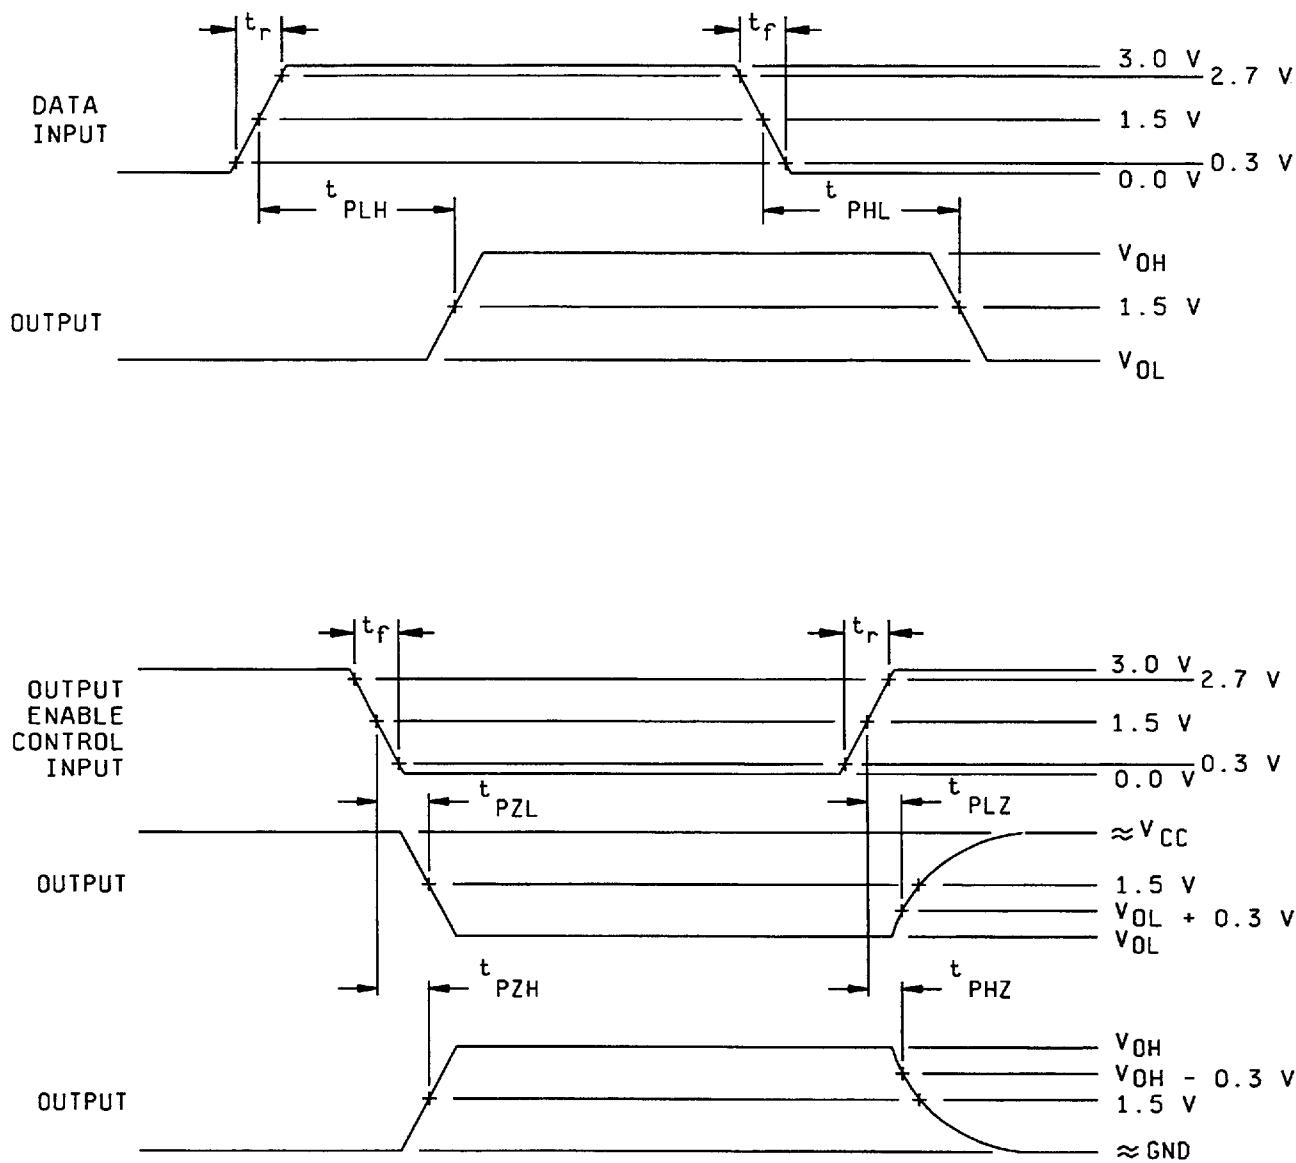 tr
tf
3.0 V
2.7 V
DATA
INPUT
1.5 V
0.3 V
0.0 V
tPLH
tPHL
VOH
OUTPUT
1.5 V
VOL
tf
tr
3.0 V
2.7 V
OUTPUT
ENABLE
CONTROL
INPUT
1.5 V
0.3 V
0.0 V
tPZL
tPLZ
≈VCC
OUTPUT
1.5 V
VOL + 0.3 V
VOL
tPZH
tPHZ
VOH
VOH - 0.3 V
OUTPUT
1.5 V
≈GND